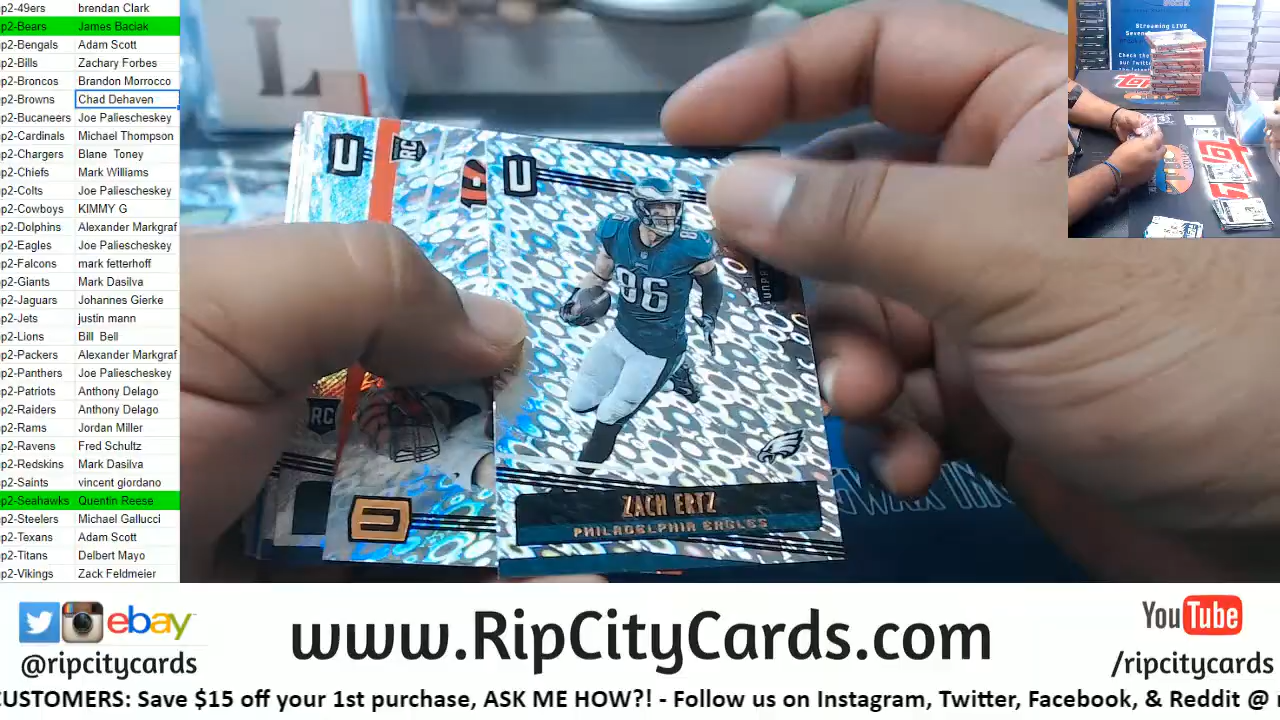 p2-49ers brendan Clark
p2-Bears James Baciak
p2-Bengals Adam Scott
p2-Bills Zachary Forbes
p2-Broncos Brandon Morrocco
p2-Browns Chad Dehaven
p2-Bucaneers Joe Paliescheskey
p2-Cardinals Michael Thompson
p2-Chargers Blane Toney
p2-Chiefs Mark Williams
p2-Colts Joe Paliescheskey
p2-Cowboys KIMMY G
p2-Dolphins Alexander Markgraf
p2-Eagles Joe Paliescheskey
p2-Falcons mark fetterhoff
p2-Giants Mark Dasilva
p2-Jaguars Johannes Gierke
p2-Jets justin mann
p2-Lions Bill Bell
p2-Packers Alexander Markgraf
p2-Panthers Joe Paliescheskey
p2-Patriots Anthony Delago
p2-Raiders Anthony Delago
p2-Rams Jordan Miller
p2-Ravens Fred Schultz
p2-Redskins Mark Dasilva
p2-Saints vincent giordano
p2-Seahawks Quentin Reese
p2-Steelers Michael Gallucci
p2-Texans Adam Scott
p2-Titans Delbert Mayo
p2-Vikings Zack Feldmeier
RC
RC
86
86
ZACH ERTZ
PHILADELPHIA EAGLES
Streaming LIVE
ebay
@ripcitycards
www.RipCityCards.com
YouTube
/ripcitycards
CUSTOMERS: Save $15 off your 1st purchase, ASK ME HOW?! - Follow us on Instagram, Twitter, Facebook, & Reddit @